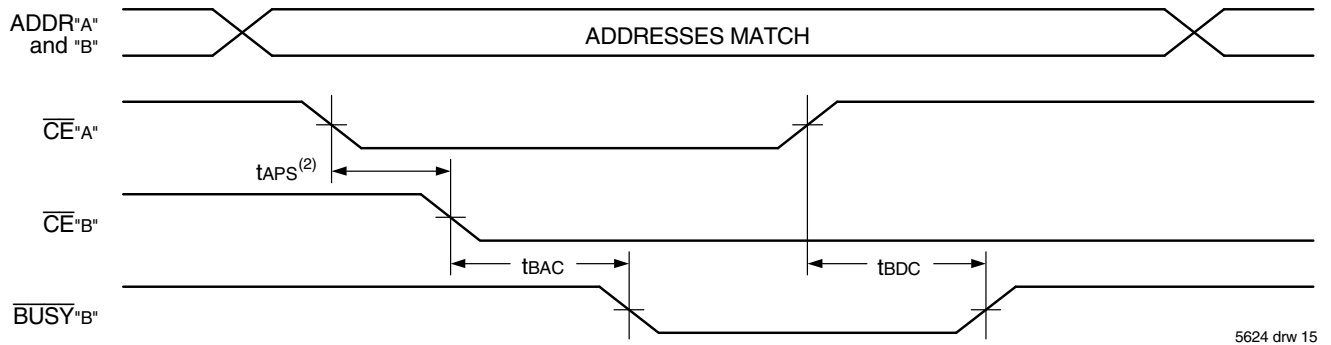 ADDR"A"
and "B"
ADDRESSES MATCH
CE"A"
tAPS(2)
CE"B"
tBAC
tBDC
BUSY"B"
5624 drw 15